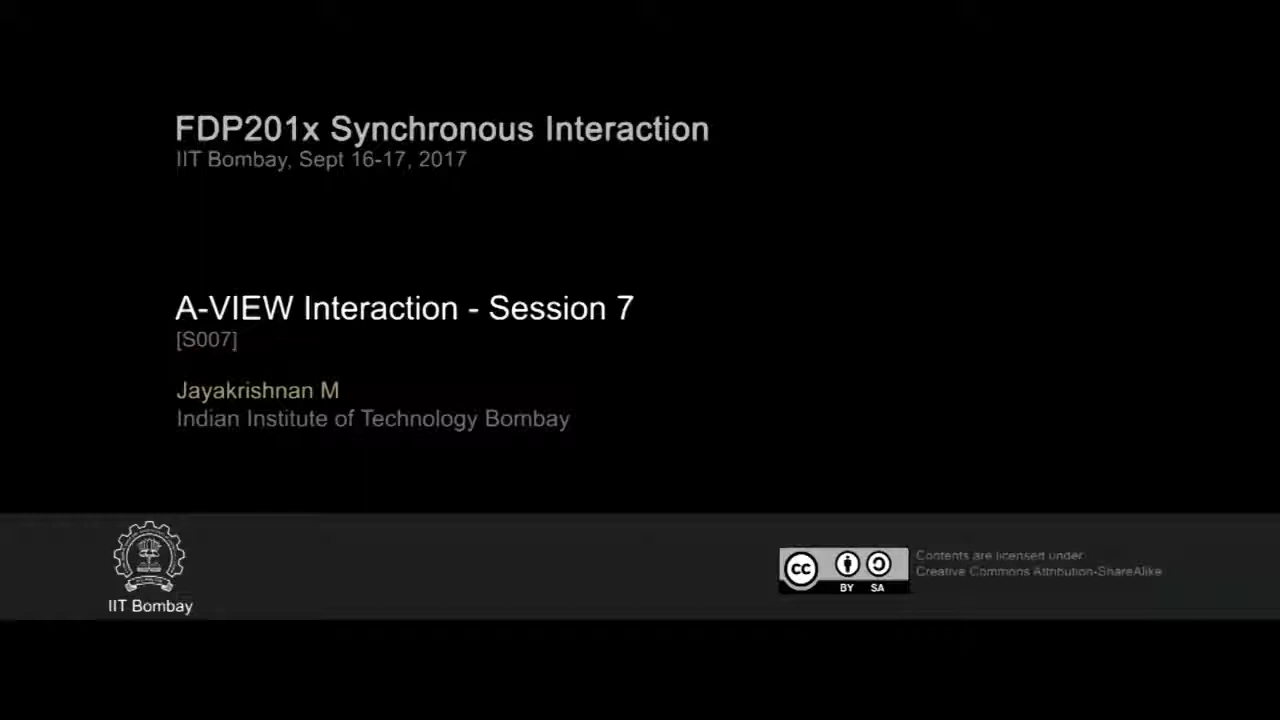 FDP201x Synchronous Interaction
IIT Bombay, Sept 16-17, 2017
A-VIEW Interaction - Session 7
[S007]
Jayakrishnan M
Indian Institute of Technology Bombay
IIT Bombay
cc
BY SA
Contents are licensed under
Creative Commons Attribution-ShareAlike